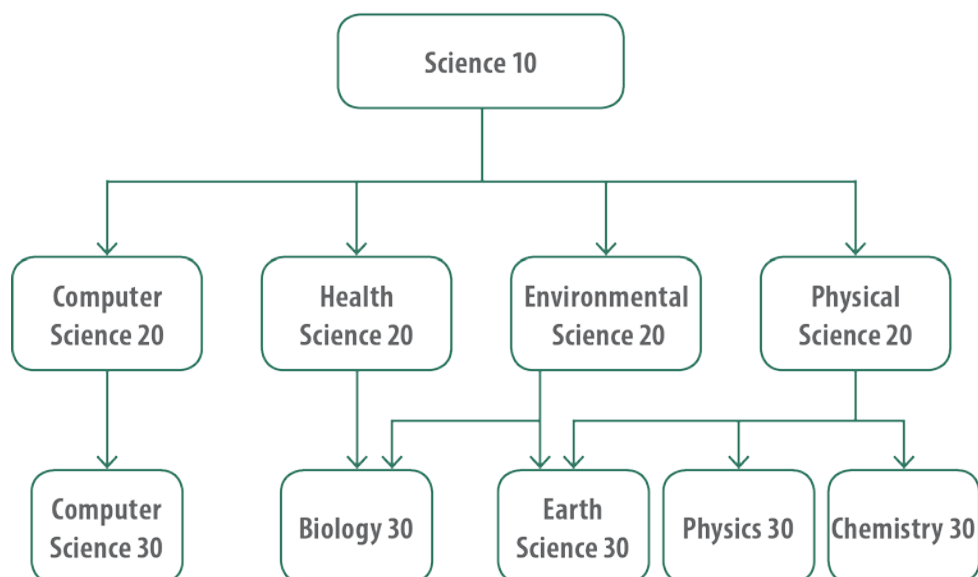 Science 10
Computer
Science 20
Health
Science 20
Environmental
Science 20
Physical
Science 20
Computer
Science 30
Biology 30
Earth
Science 30
Physics 30
Chemistry 30